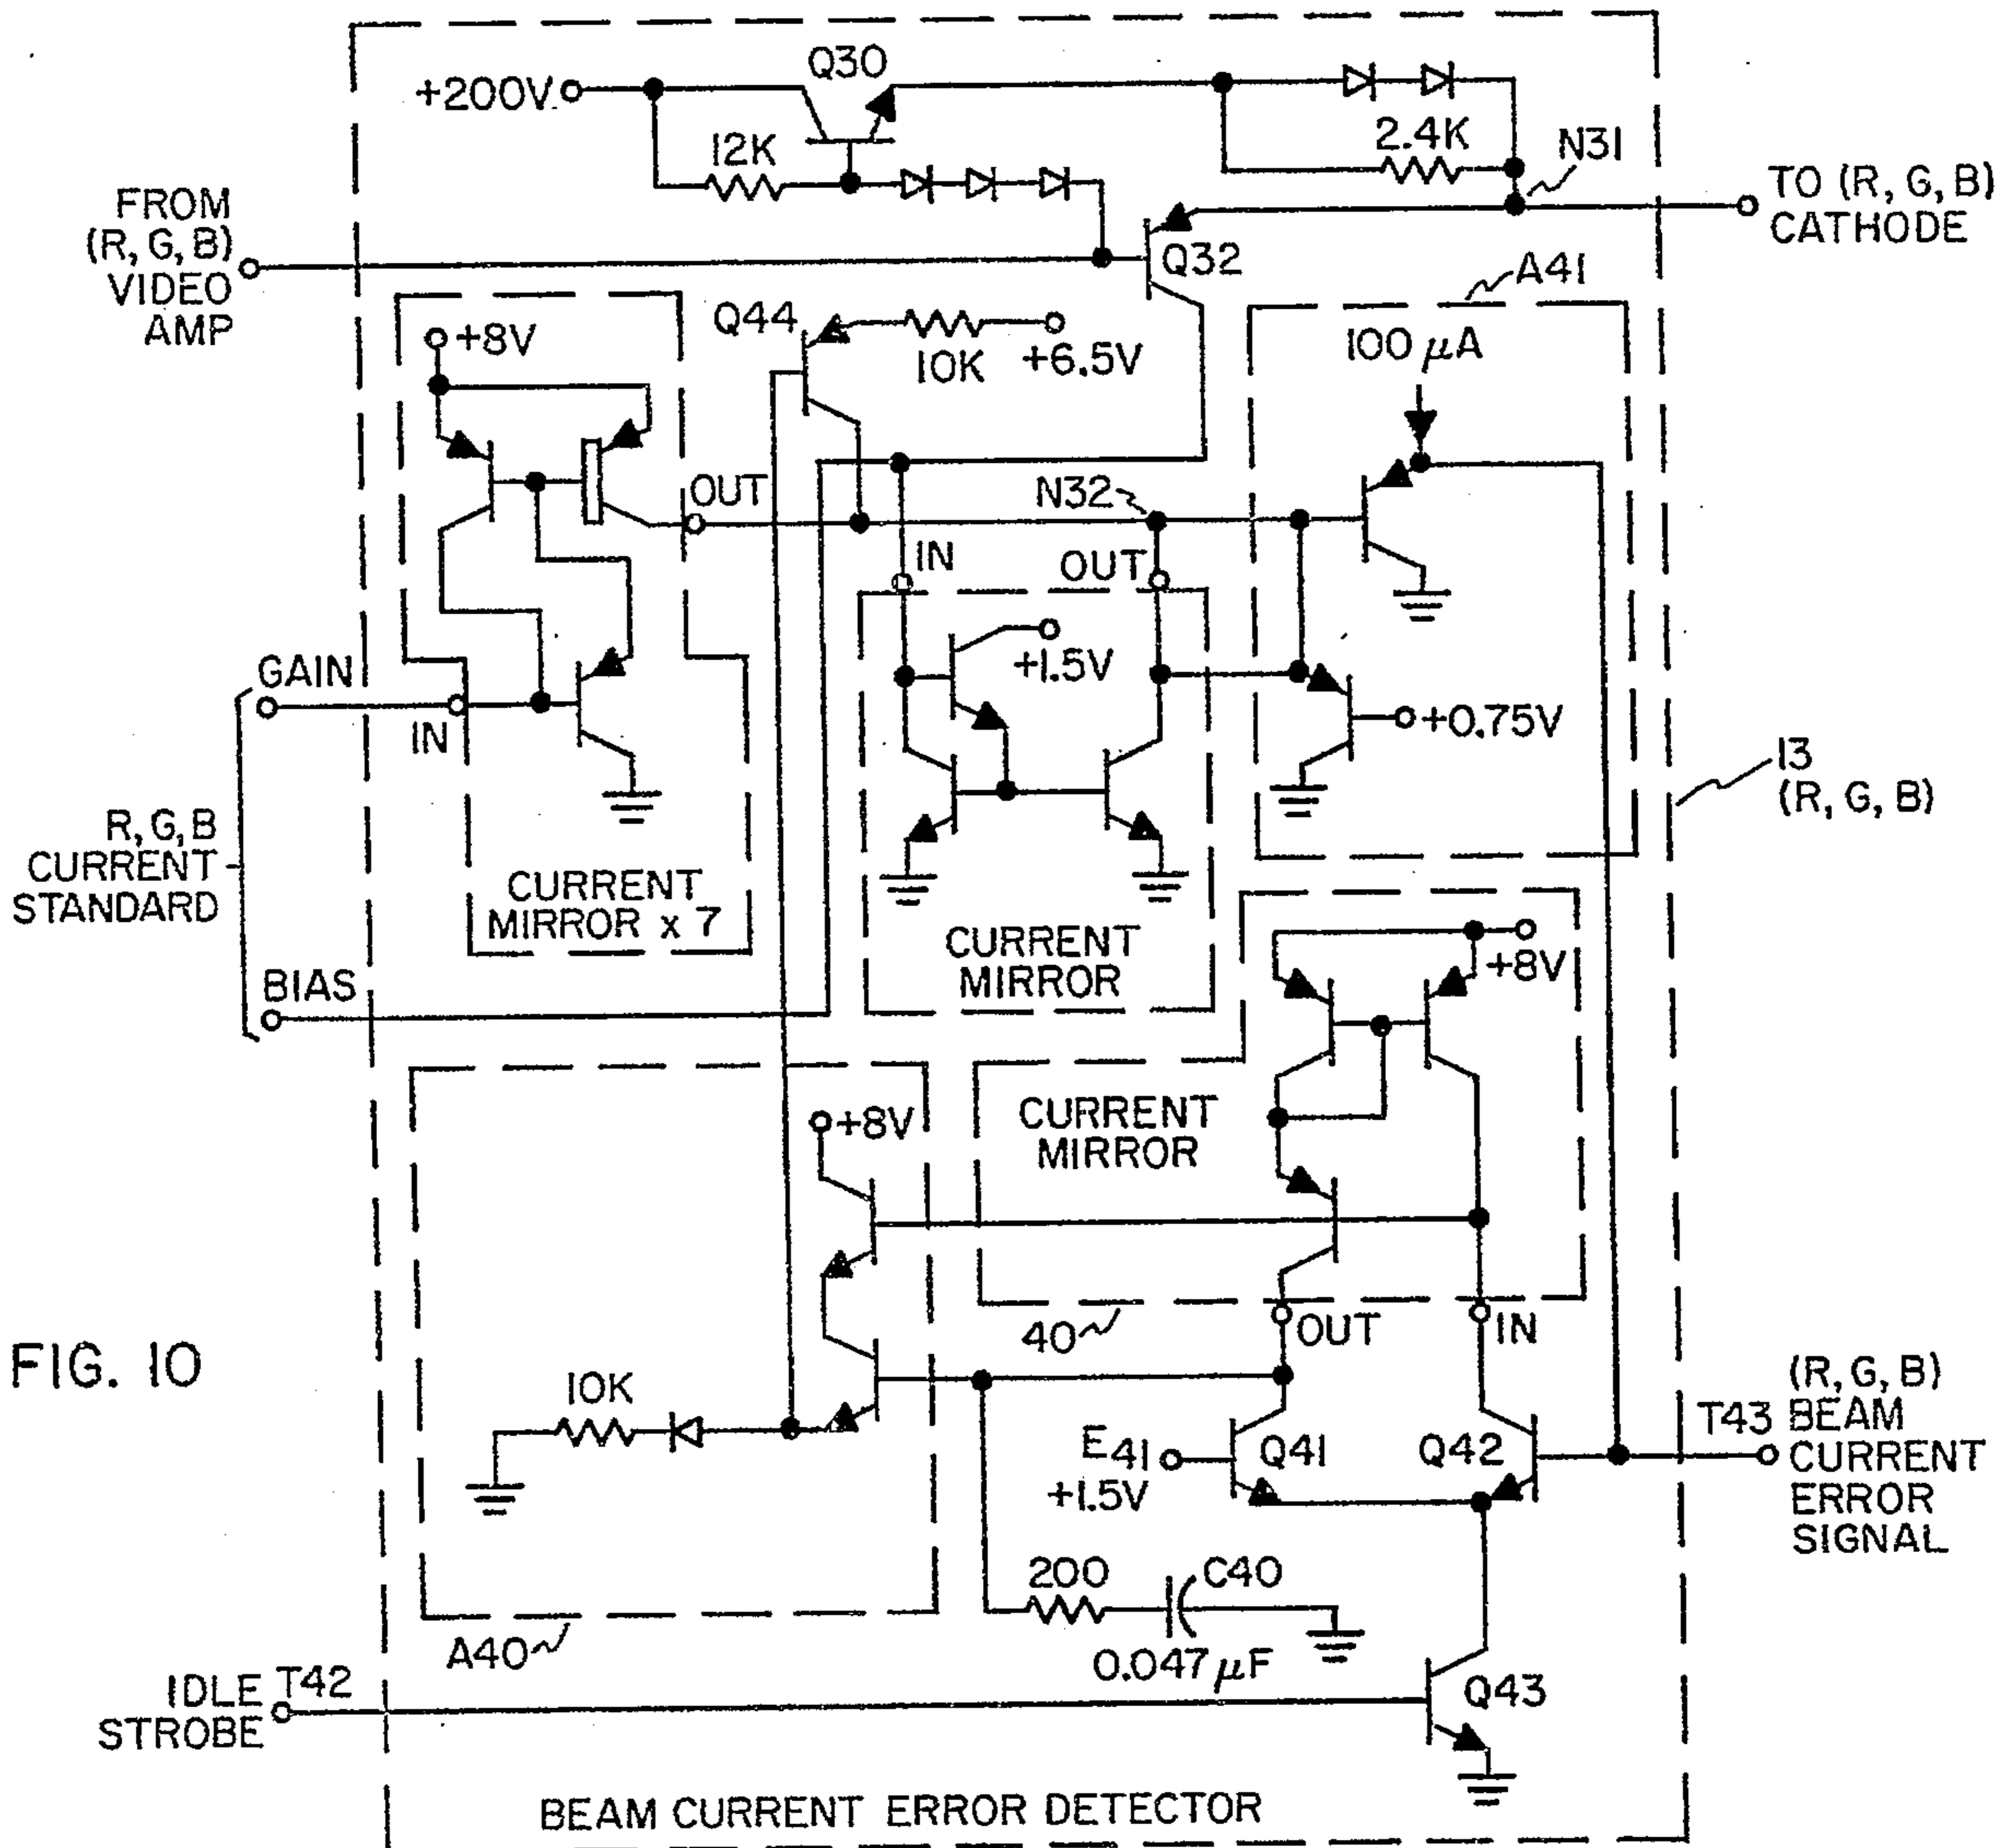 Q30
+200V
12K
2.4K
N31
FROM
(R, G, B)
VIDEO
AMP
TO (R, G, B)
CATHODE
Q32
A41
+8V
Q44
10K
+6.5V
100 μA
OUT
N32
IN
OUT
+1.5V
GAIN
IN
+0.75V
13
(R, G, B)
R, G, B
CURRENT
STANDARD
CURRENT
MIRROR x 7
CURRENT
MIRROR
+8V
BIAS
+8V
CURRENT
MIRROR
40
OUT
IN
FIG. 10
10K
E41
+1.5V
Q41
Q42
T43
(R, G, B)
BEAM
CURRENT
ERROR
SIGNAL
200
C40
0.047 μF
A40
IDLE
STROBE
T42
Q43
BEAM CURRENT ERROR DETECTOR